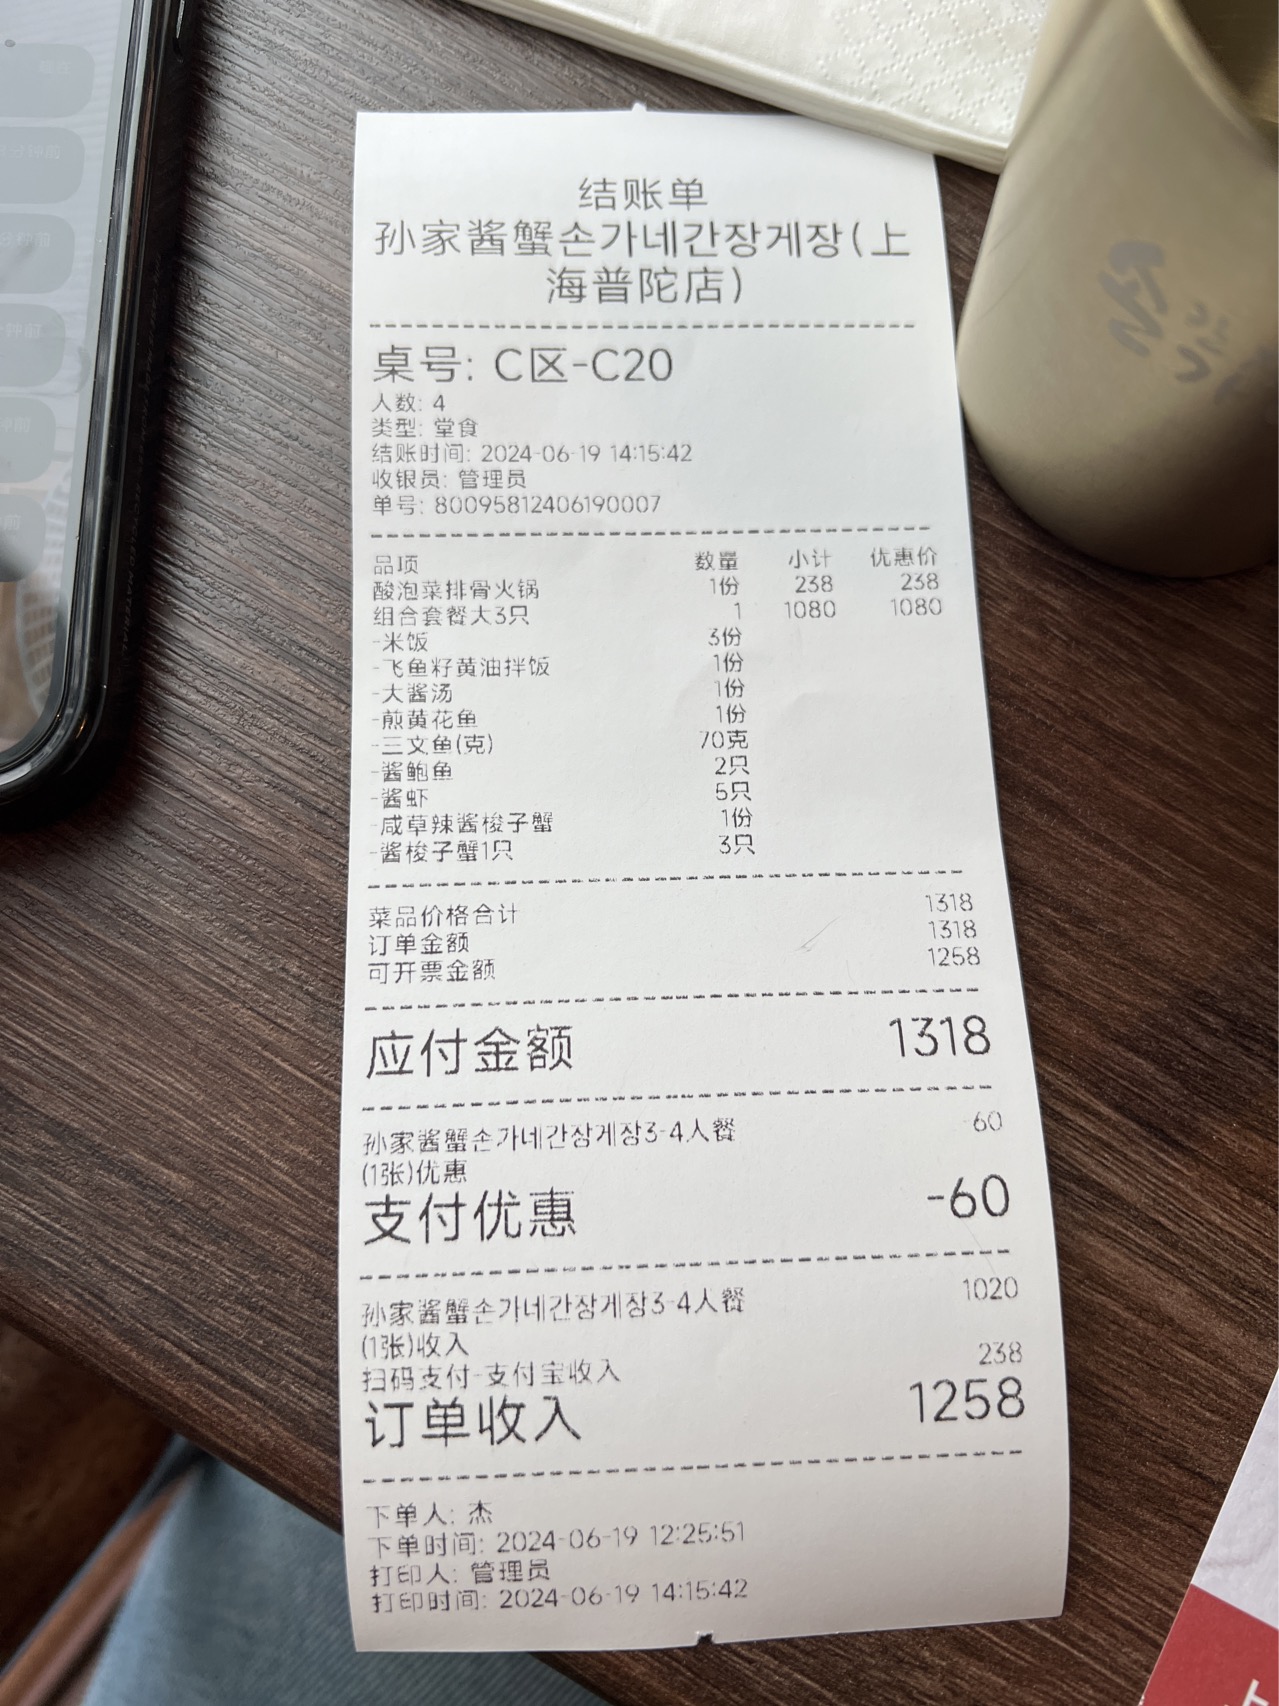 结账单
孙家酱蟹손가네간장게장(上
海普陀店)
桌号: C区-C20
人数: 4
类型: 堂食
结账时间: 2024-06-19 14:15:42
收银员: 管理员
单号: 80095812406190007
品项 数量 小计 优惠价
酸泡菜排骨火锅 1份 238 238
组合套餐大3只 1 1080 1080
-米饭 3份
-飞鱼籽黄油拌饭 1份
-大酱汤 1份
-煎黄花鱼 1份
-三文鱼(克) 70克
-酱鲍鱼 2只
-酱虾 5只
-咸草辣酱梭子蟹 1份
-酱梭子蟹1只 3只
菜品价格合计 1318
订单金额 1318
可开票金额 1258
应付金额 1318
孙家酱蟹손가네간장게장3-4人餐 -60
(1张)优惠
支付优惠 -60
孙家酱蟹손가네간장게장3-4人餐 1020
(1张)收入
扫码支付-支付宝收入 238
订单收入 1258
下单人: 杰
下单时间: 2024-06-19 12:25:51
打印人: 管理员
打印时间: 2024-06-19 14:15:42